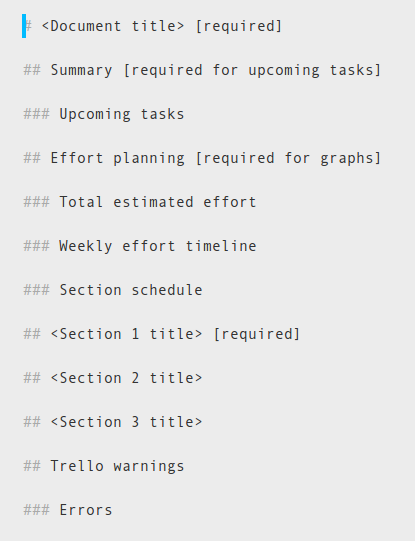 # <Document title> [required]
## Summary [required for upcoming tasks]
### Upcoming tasks
## Effort planning [required for graphs]
### Total estimated effort
### Weekly effort timeline
### Section schedule
## <Section 1 title> [required]
## <Section 2 title>
## <Section 3 title>
## Trello warnings
### Errors